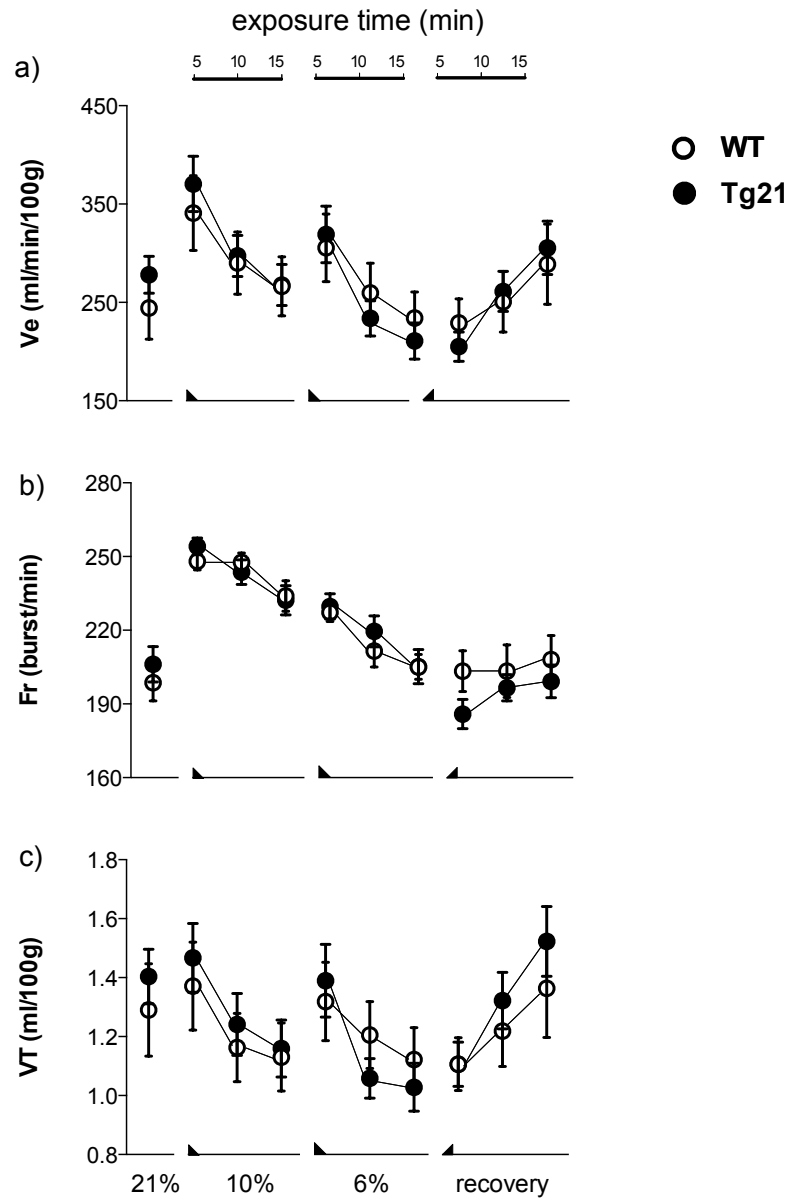 exposure time (min)
5 10 15 5 10 15 5 10 15
a)
450
350
250
150
Ve (ml/min/100g)
WT
Tg21
b)
280
250
220
190
160
Fr (burst/min)
c)
1.8
1.6
1.4
1.2
1.0
0.8
VT (ml/100g)
21% 10% 6% recovery